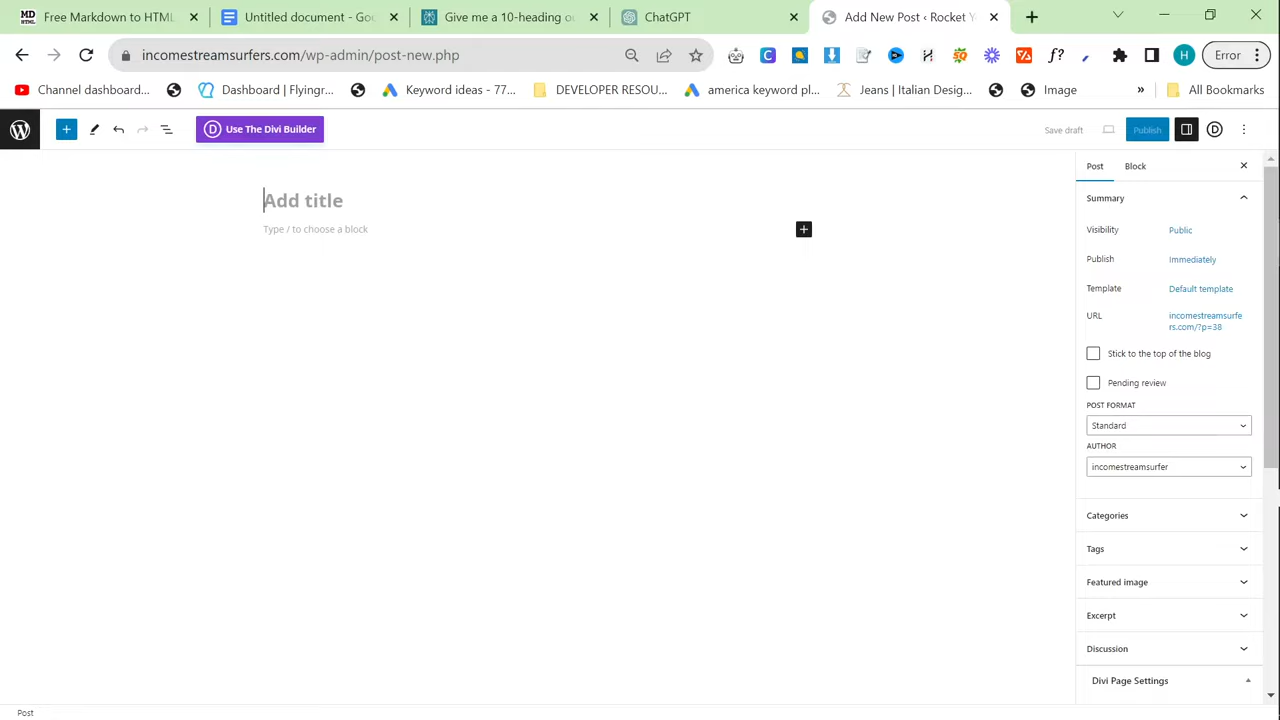 MD
HTML
Free Markdown to HTML
Untitled document - Goo
Give me a 10-heading ou
ChatGPT
Add New Post ‹ Rocket Y
incomestreamsurfers.com/wp-admin/post-new.php
H
Error
Channel dashboard...
Dashboard | Flyingr...
Keyword ideas - 77...
DEVELOPER RESOU...
america keyword pl...
Jeans | Italian Desig...
Image
»
All Bookmarks
Use The Divi Builder
Save draft
Publish
Add title
Type / to choose a block
Post
Block
Summary
Visibility
Public
Publish
Immediately
Template
Default template
URL
incomestreamsurfe
rs.com/?p=38
Stick to the top of the blog
Pending review
POST FORMAT
Standard
AUTHOR
incomestreamsurfer
Categories
Tags
Featured image
Excerpt
Discussion
Divi Page Settings
Post